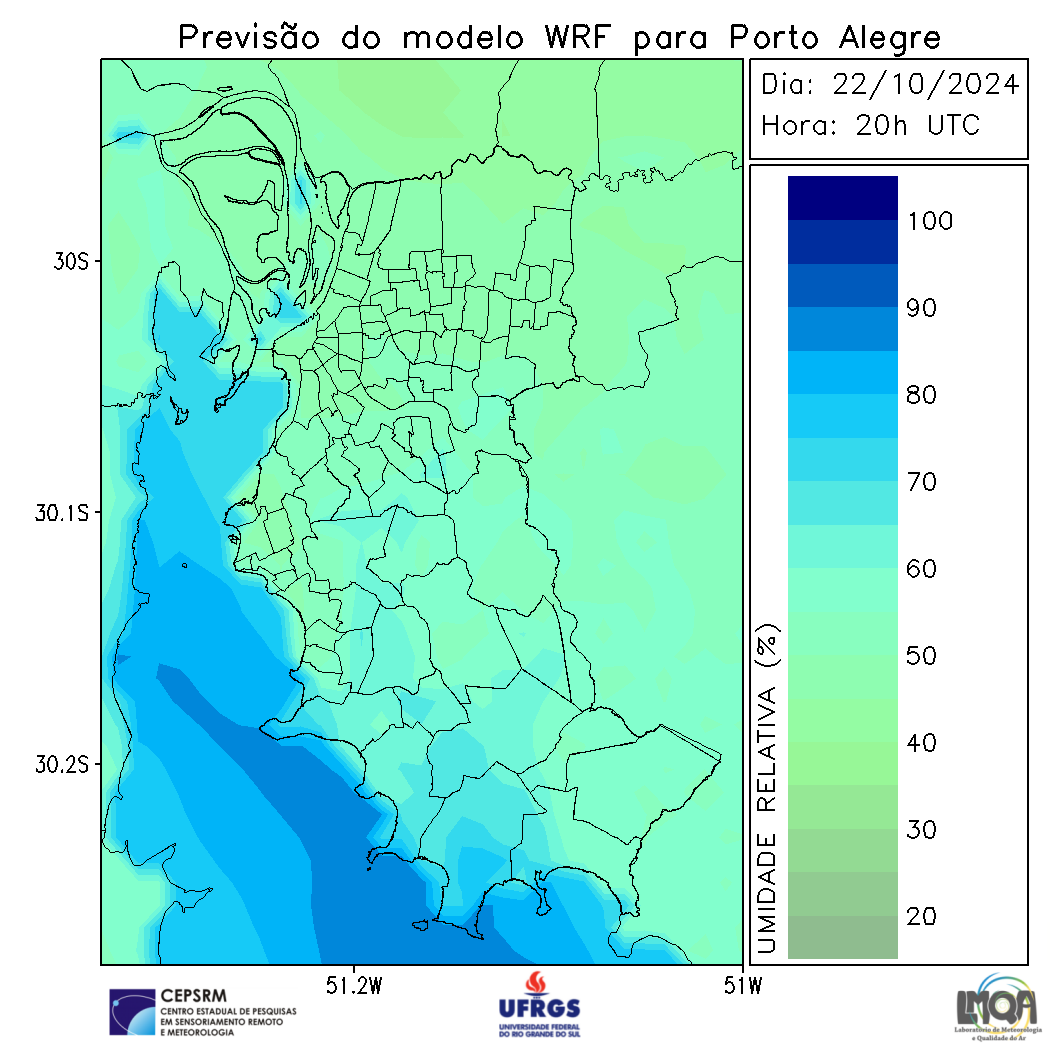 Previsão do modelo WRF para Porto Alegre
Dia: 22/10/2024
Hora: 20h UTC
100
90
80
70
60
50
40
30
20
UMIDADE RELATIVA (%)
30S
30.1S
30.2S
51.2W
51W
CEPSRM
CENTRO ESTADUAL DE PESQUISAS
EM SENSORIAMENTO REMOTO
E METEOROLOGIA
UFRGS
UNIVERSIDADE FEDERAL
DO RIO GRANDE DO SUL
LMQA
Laboratório de Meteorologia
e Qualidade do Ar